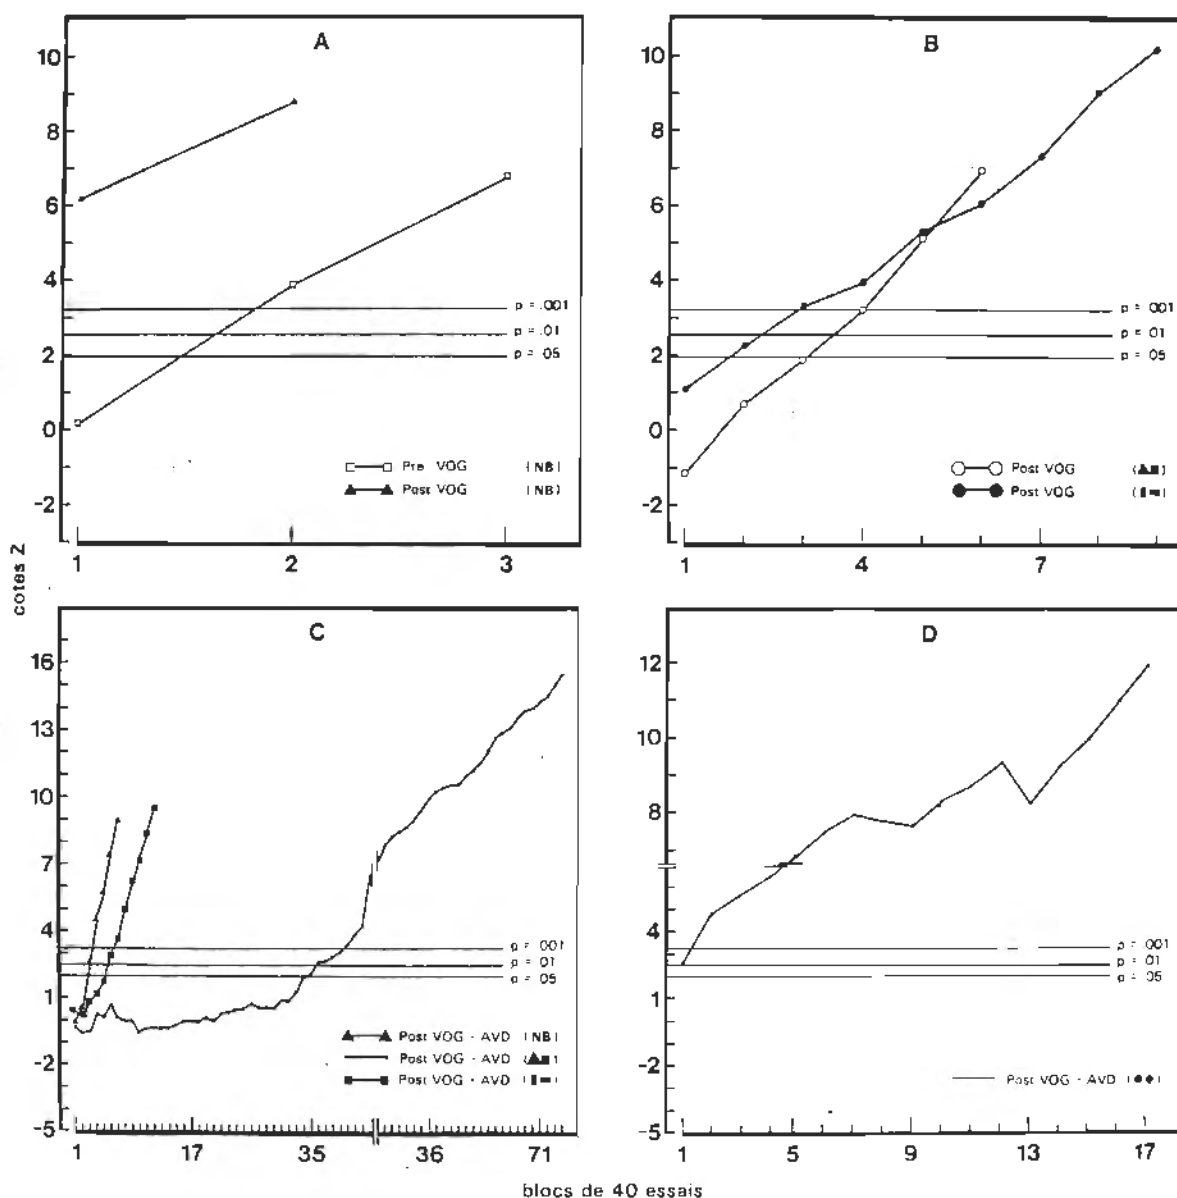 A
10
8
6
4
2
0
-2
p = .001
p = .01
p = .05
Pre VOG (NB)
Post VOG (NB)
1 2 3
B
10
8
6
4
2
0
-2
p = .001
p = .01
p = .05
Post VOG (▲■)
Post VOG (▮▬)
1 4 7
cotes Z
C
16
13
10
7
4
1
-2
-5
p = .001
p = .01
p = .05
Post VOG - AVD (NB)
Post VOG - AVD (▲■)
Post VOG - AVD (▮▬)
1 17 35 36 71
D
12
10
8
4
1
-2
-5
p = .001
p = .01
p = .05
Post VOG - AVD (●◆)
1 5 9 13 17
blocs de 40 essais